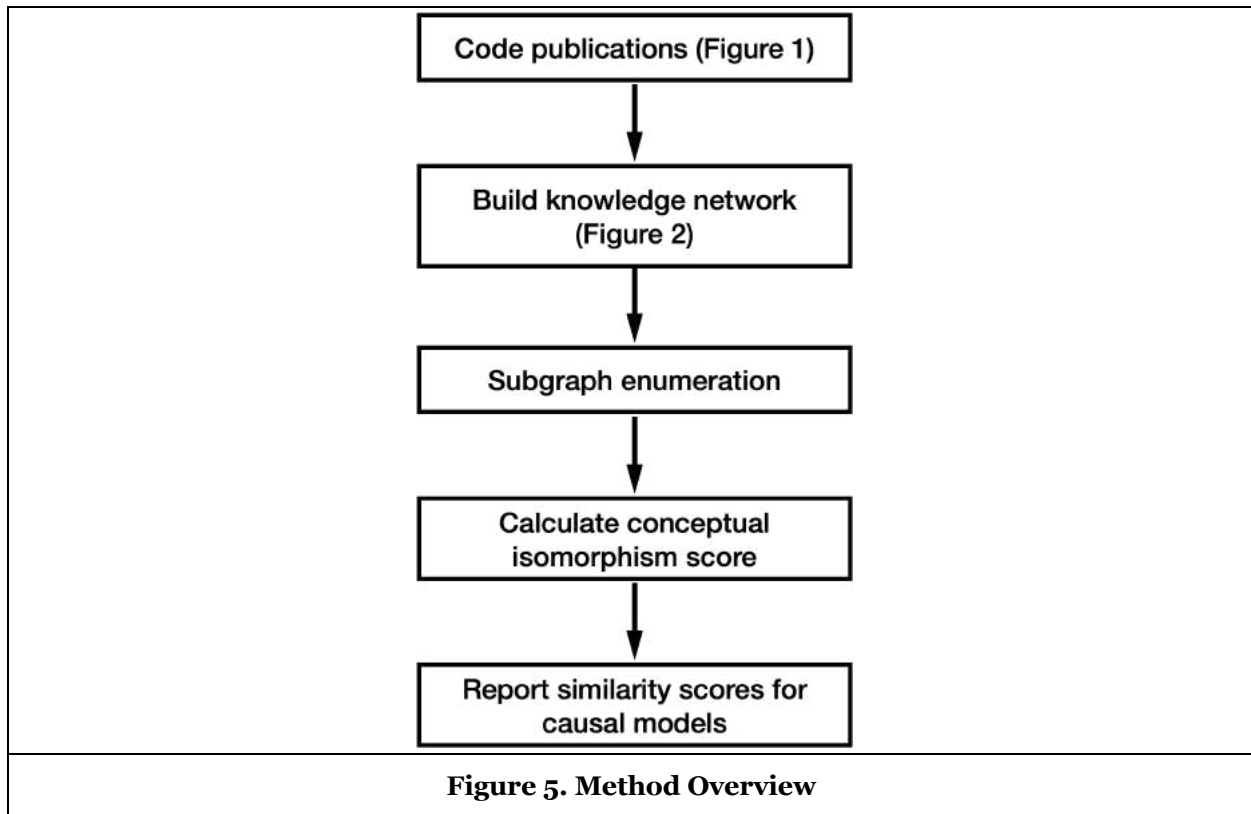 Code publications (Figure 1)
Build knowledge network
(Figure 2)
Subgraph enumeration
Calculate conceptual
isomorphism score
Report similarity scores for
causal models
Figure 5. Method Overview